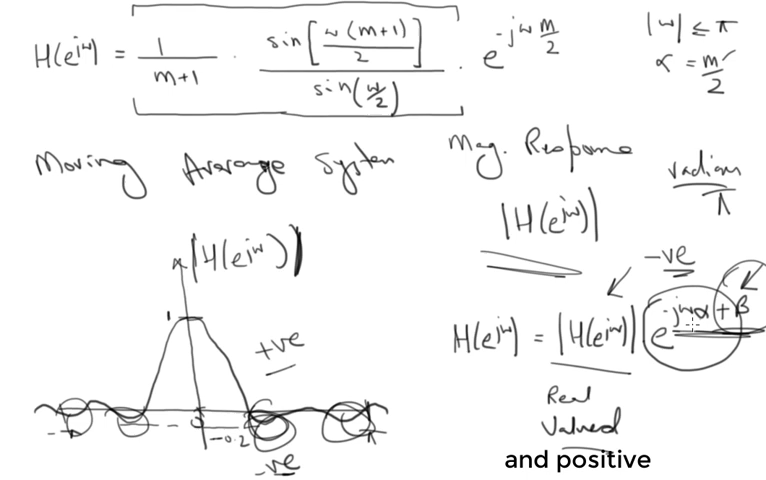 H(e^jω) = 1/(m+1) · sin[ω(m+1)/2] / sin(ω/2) · e^-jω m/2
|ω| ≤ π
α = m/2
Moving Average System
Mag. Response
|H(e^jω)|
radians
π
|H(e^jω)|
1
+ve
-ve
-0.2
-π
π
-ve
H(e^jω) = |H(e^jω)| e^-jωα+β
Real
Valued
and positive